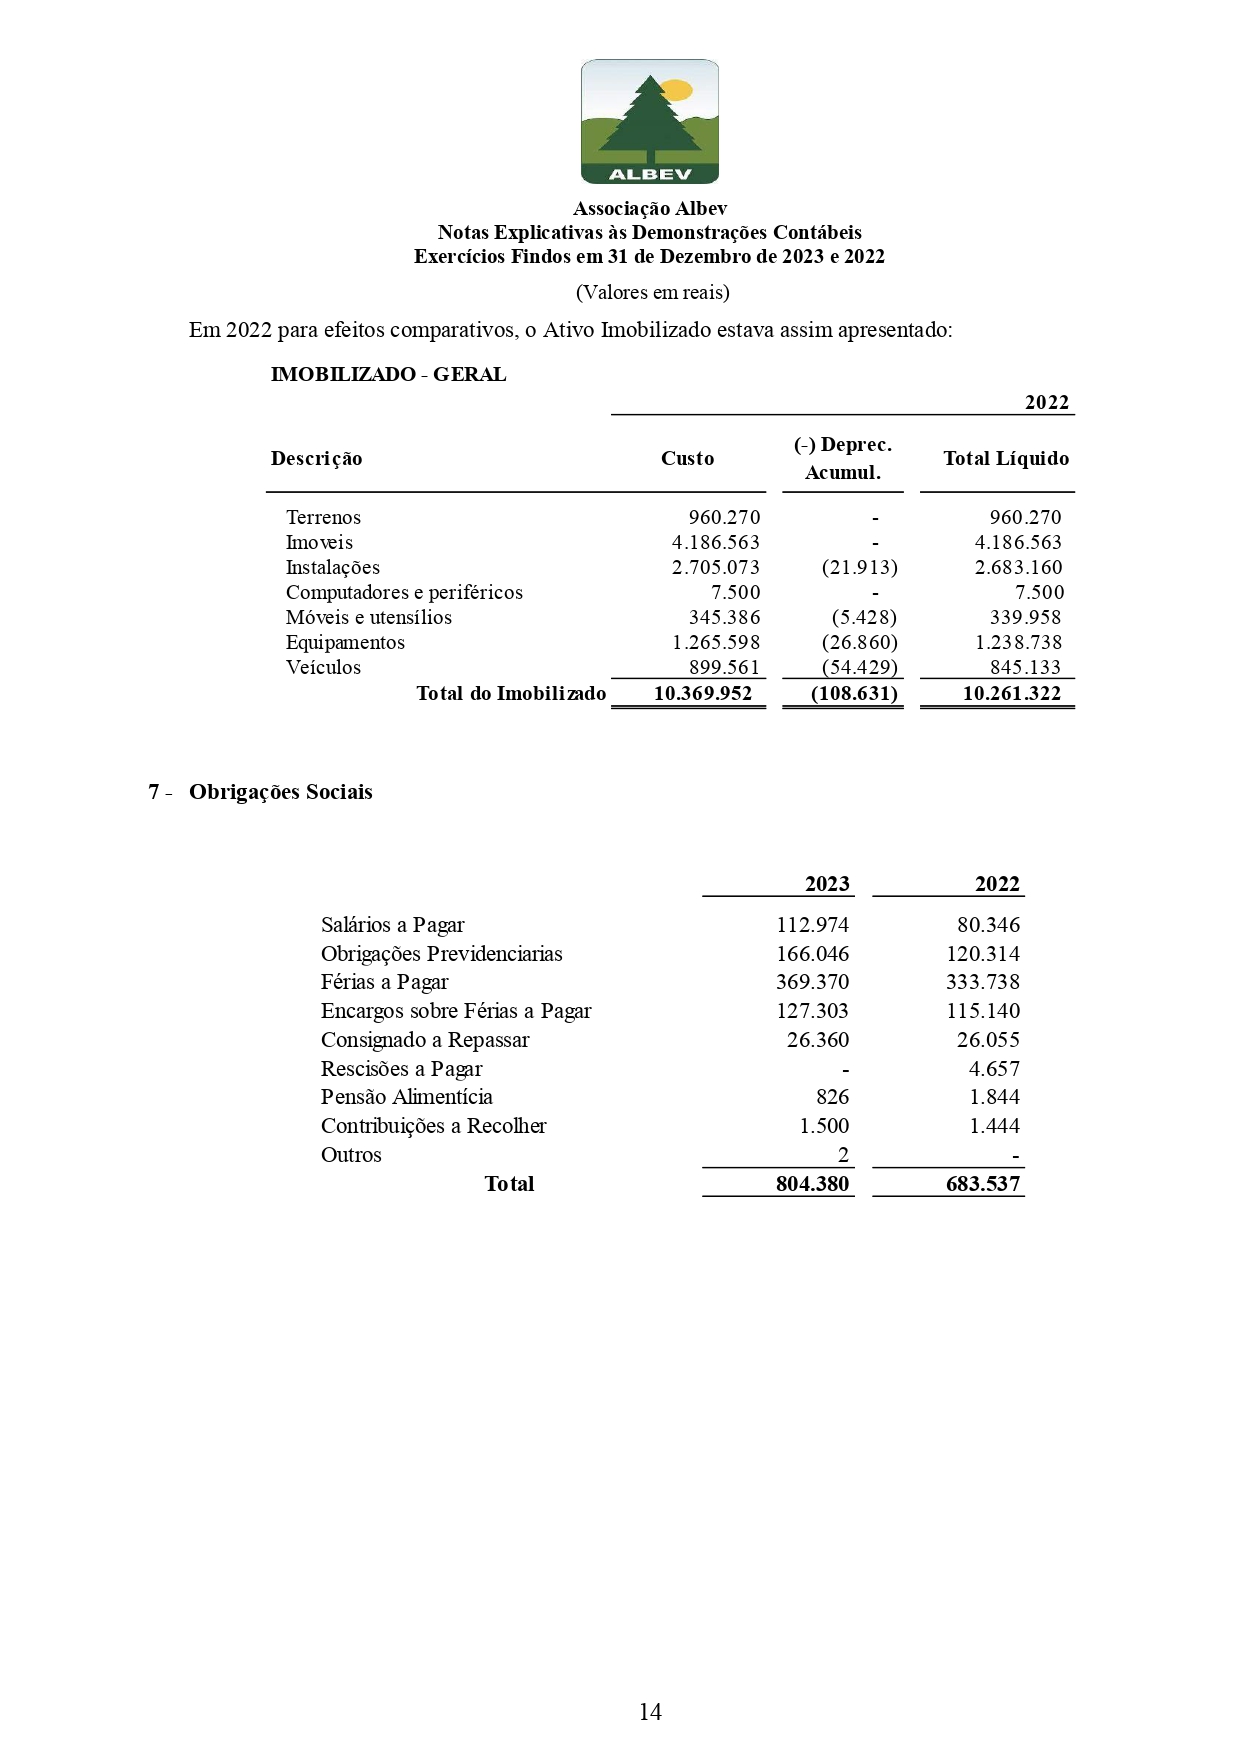 ALBEV
Associação Albev
Notas Explicativas às Demonstrações Contábeis
Exercícios Findos em 31 de Dezembro de 2023 e 2022
(Valores em reais)
Em 2022 para efeitos comparativos, o Ativo Imobilizado estava assim apresentado:
IMOBILIZADO - GERAL
2022
Descrição Custo (-) Deprec. Acumul. Total Líquido
Terrenos 960.270 - 960.270
Imoveis 4.186.563 - 4.186.563
Instalações 2.705.073 (21.913) 2.683.160
Computadores e periféricos 7.500 - 7.500
Móveis e utensílios 345.386 (5.428) 339.958
Equipamentos 1.265.598 (26.860) 1.238.738
Veículos 899.561 (54.429) 845.133
Total do Imobilizado 10.369.952 (108.631) 10.261.322
7 - Obrigações Sociais
2023 2022
Salários a Pagar 112.974 80.346
Obrigações Previdenciarias 166.046 120.314
Férias a Pagar 369.370 333.738
Encargos sobre Férias a Pagar 127.303 115.140
Consignado a Repassar 26.360 26.055
Rescisões a Pagar - 4.657
Pensão Alimentícia 826 1.844
Contribuições a Recolher 1.500 1.444
Outros 2 -
Total 804.380 683.537
14